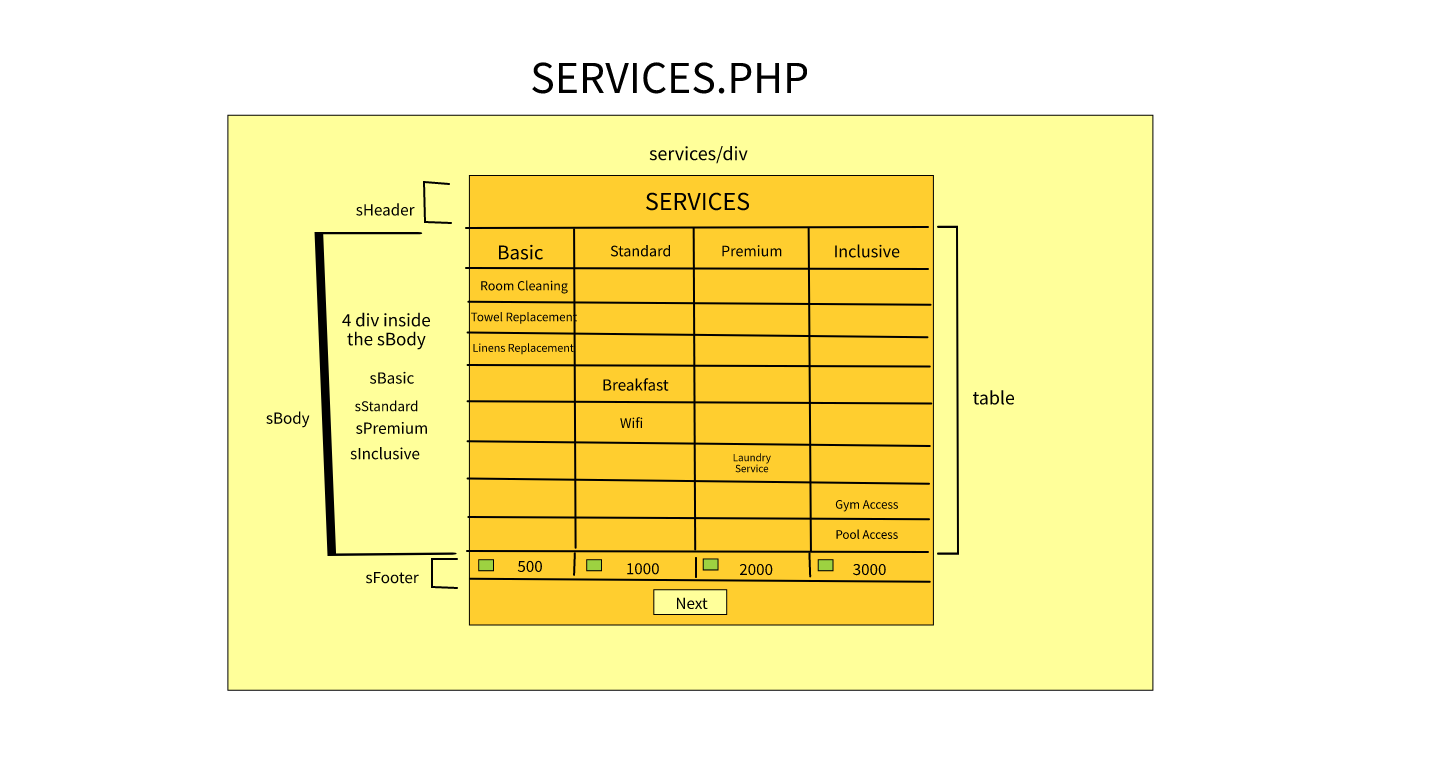 SERVICES.PHP
services/div
sHeader
SERVICES
Basic
Standard
Premium
Inclusive
Room Cleaning
Towel Replacement
Linens Replacement
4 div inside
the sBody
sBasic
sStandard
sPremium
sInclusive
sBody
Breakfast
Wifi
Laundry
Service
Gym Access
Pool Access
table
sFooter
500
1000
2000
3000
Next